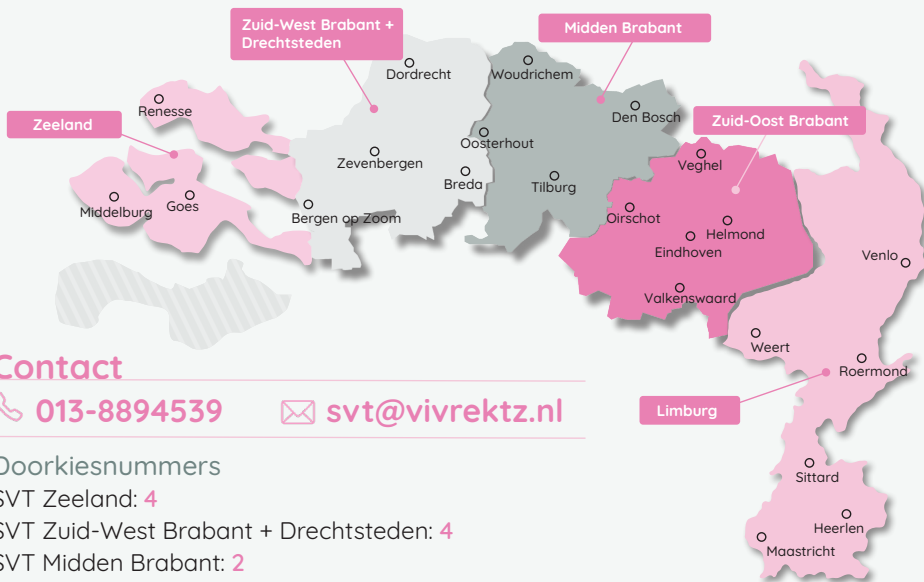 Zuid-West Brabant +
Drechtsteden
Midden Brabant
Dordrecht
Woudrichem
Renesse
Den Bosch
Zeeland
Zuid-Oost Brabant
Oosterhout
Zevenbergen
Veghel
Breda
Tilburg
Middelburg
Goes
Bergen op Zoom
Oirschot
Helmond
Eindhoven
Venlo
Valkenswaard
Weert
Roermond
Contact
013-8894539
svt@vivrektz.nl
Limburg
Doorkiesnummers
SVT Zeeland: 4
SVT Zuid-West Brabant + Drechtsteden: 4
SVT Midden Brabant: 2
Sittard
Heerlen
Maastricht